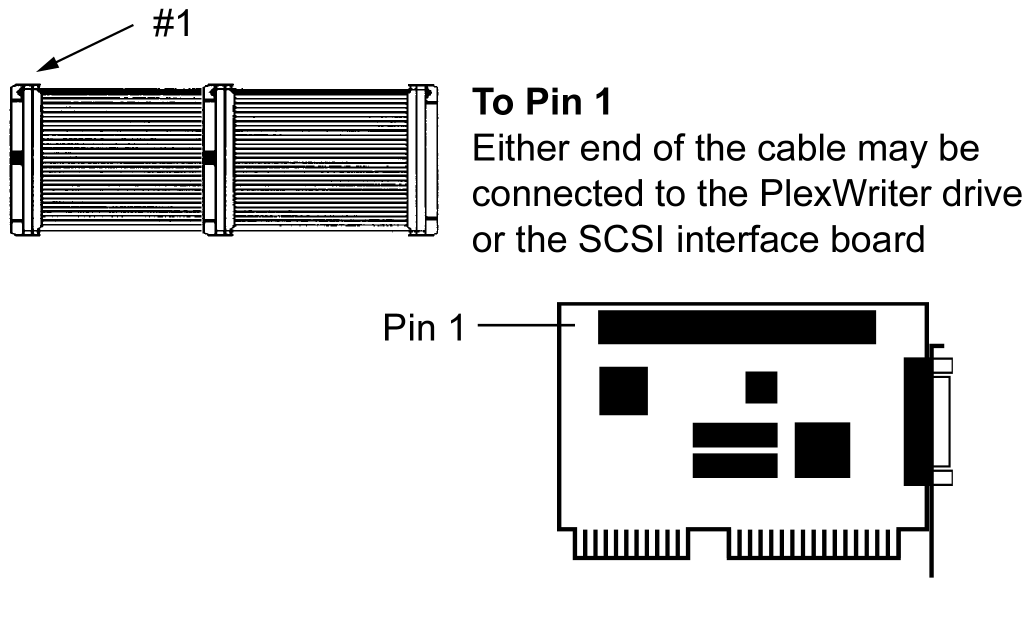 #1
To Pin 1
Either end of the cable may be
connected to the PlexWriter drive
or the SCSI interface board
Pin 1